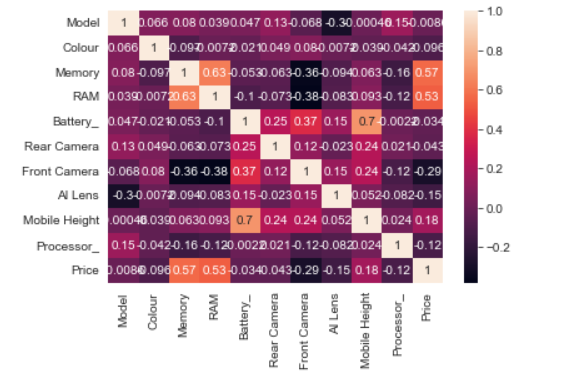 Model 1 0.066 0.08 0.039 0.047 0.13 -0.068 -0.3 0.15 1.0
Colour 0.066 1 -0.097 0.0072 0.021 0.049 0.08 -0.0072 0.039 -0.042 -0.096
Memory 0.08 -0.097 1 0.63 -0.053 0.063 -0.36 -0.094 0.063 -0.16 0.57 0.8
RAM 0.039 0.0072 0.63 1 -0.1 -0.073 -0.38 -0.083 0.093 -0.12 0.53
Battery_ 0.047 -0.021 0.053 -0.1 1 0.25 0.37 0.15 0.7 -0.0022 0.034 0.6
Rear Camera 0.13 0.049 -0.063 0.073 0.25 1 0.12 -0.023 0.24 0.021 -0.043 0.4
Front Camera 0.068 0.08 -0.36 -0.38 0.37 0.12 1 0.15 0.24 -0.12 -0.29
AI Lens -0.3 -0.0072 0.094 0.083 0.15 -0.023 0.15 1 0.052 0.082 -0.15 0.2
Mobile Height 0.039 0.063 0.093 0.7 0.24 0.24 0.052 1 0.024 0.18 0.0
Processor_ 0.15 -0.042 -0.16 -0.12 0.0022 0.021 -0.12 0.082 0.024 1 -0.12 −0.2
Price 0.096 0.57 0.53 -0.034 0.043 -0.29 -0.15 0.18 -0.12 1
Model Colour Memory RAM Battery_ Rear Camera Front Camera AI Lens Mobile Height Processor_ Price